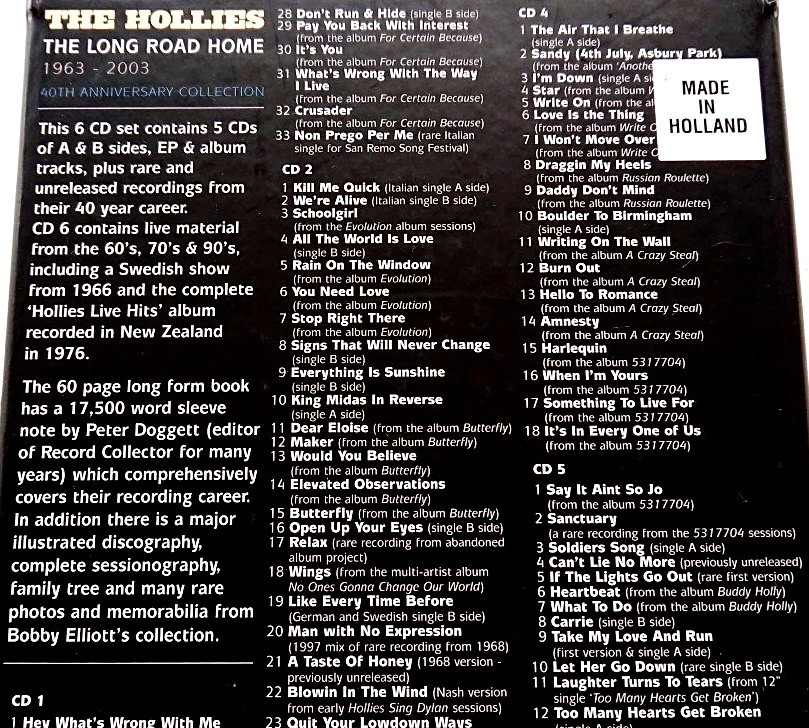 THE HOLLIES
THE LONG ROAD HOME
1963 - 2003
40TH ANNIVERSARY COLLECTION
This 6 CD set contains 5 CDs
of A & B sides, EP & album
tracks, plus rare and
unreleased recordings from
their 40 year career.
CD 6 contains live material
from the 60's, 70's & 90's,
including a Swedish show
from 1966 and the complete
'Hollies Live Hits' album
recorded in New Zealand
in 1976.
The 60 page long form book
has a 17,500 word sleeve
note by Peter Doggett (editor
of Record Collector for many
years) which comprehensively
covers their recording career.
In addition there is a major
illustrated discography,
complete sessionography,
family tree and many rare
photos and memorabilia from
Bobby Elliott's collection.
CD 1
1 Hey What's Wrong With Me
28 Don't Run & Hide (single B side)
29 Pay You Back With Interest
(from the album For Certain Because)
30 It's You
(from the album For Certain Because)
31 What's Wrong With The Way
I Live
(from the album For Certain Because)
32 Crusader
(from the album For Certain Because)
33 Non Prego Per Me (rare Italian
single for San Remo Song Festival)
CD 2
1 Kill Me Quick (Italian single A side)
2 We're Alive (Italian single B side)
3 Schoolgirl
(from the Evolution album sessions)
4 All The World Is Love
(single B side)
5 Rain On The Window
(from the album Evolution)
6 You Need Love
(from the album Evolution)
7 Stop Right There
(from the album Evolution)
8 Signs That Will Never Change
(single B side)
9 Everything Is Sunshine
(single B side)
10 King Midas In Reverse
(single A side)
11 Dear Eloise (from the album Butterfly)
12 Maker (from the album Butterfly)
13 Would You Believe
(from the album Butterfly)
14 Elevated Observations
(from the album Butterfly)
15 Butterfly (from the album Butterfly)
16 Open Up Your Eyes (single B side)
17 Relax (rare recording from abandoned
album project)
18 Wings (from the multi-artist album
No Ones Gonna Change Our World)
19 Like Every Time Before
(German and Swedish single B side)
20 Man with No Expression
(1997 mix of rare recording from 1968)
21 A Taste Of Honey (1968 version -
previously unreleased)
22 Blowin In The Wind (Nash version
from early Hollies Sing Dylan sessions)
23 Quit Your Lowdown Ways
CD 4
1 The Air That I Breathe
(single A side)
2 Sandy (4th July, Asbury Park)
(from the album 'Anothe
3 I'm Down (single A si
4 Star (from the album W
5 Write On (from the al
6 Love Is the Thing
(from the album Write O
7 I Won't Move Over
(from the album Write O
8 Draggin My Heels
(from the album Russian Roulette)
9 Daddy Don't Mind
(from the album Russian Roulette)
10 Boulder To Birmingham
(single A side)
11 Writing On The Wall
(from the album A Crazy Steal)
12 Burn Out
(from the album A Crazy Steal)
13 Hello To Romance
(from the album A Crazy Steal)
14 Amnesty
(from the album A Crazy Steal)
15 Harlequin
(from the album 5317704)
16 When I'm Yours
(from the album 5317704)
17 Something To Live For
(from the album 5317704)
18 It's In Every One of Us
(from the album 5317704)
CD 5
1 Say It Aint So Jo
(from the album 5317704)
2 Sanctuary
(a rare recording from the 5317704 sessions)
3 Soldiers Song (single A side)
4 Can't Lie No More (previously unreleased)
5 If The Lights Go Out (rare first version)
6 Heartbeat (from the album Buddy Holly)
7 What To Do (from the album Buddy Holly)
8 Carrie (single B side)
9 Take My Love And Run
(first version & single A side)
10 Let Her Go Down (rare single B side)
11 Laughter Turns To Tears (from 12"
single 'Too Many Hearts Get Broken')
12 Too Many Hearts Get Broken
MADE
IN
HOLLAND